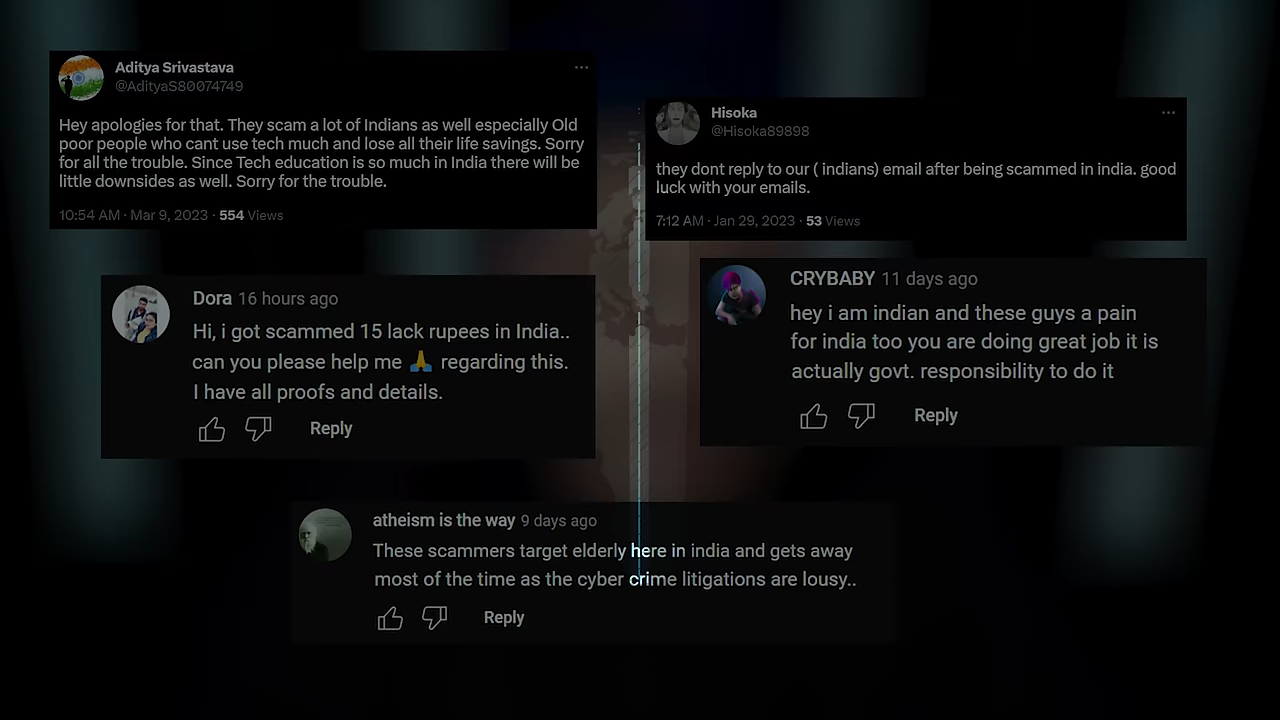 Aditya Srivastava
@AdityaS80074749
Hey apologies for that. They scam a lot of Indians as well especially Old
poor people who cant use tech much and lose all their life savings. Sorry
for all the trouble. Since Tech education is so much in India there will be
little downsides as well. Sorry for the trouble.
10:54 AM · Mar 9, 2023 · 554 Views
Hisoka
@Hisoka89898
they dont reply to our ( indians) email after being scammed in india. good
luck with your emails.
7:12 AM · Jan 29, 2023 · 53 Views
Dora 16 hours ago
Hi, i got scammed 15 lack rupees in India..
can you please help me 🙏 regarding this.
I have all proofs and details.
Reply
CRYBABY 11 days ago
hey i am indian and these guys a pain
for india too you are doing great job it is
actually govt. responsibility to do it
Reply
atheism is the way 9 days ago
These scammers target elderly here in india and gets away
most of the time as the cyber crime litigations are lousy..
Reply